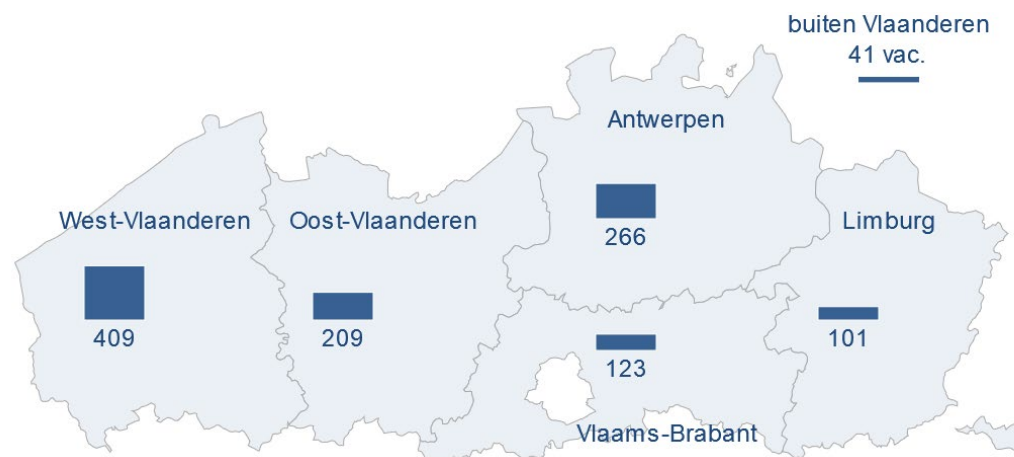 buiten Vlaanderen
41 vac.
Antwerpen
266
West-Vlaanderen
409
Oost-Vlaanderen
209
Limburg
101
123
Vlaams-Brabant